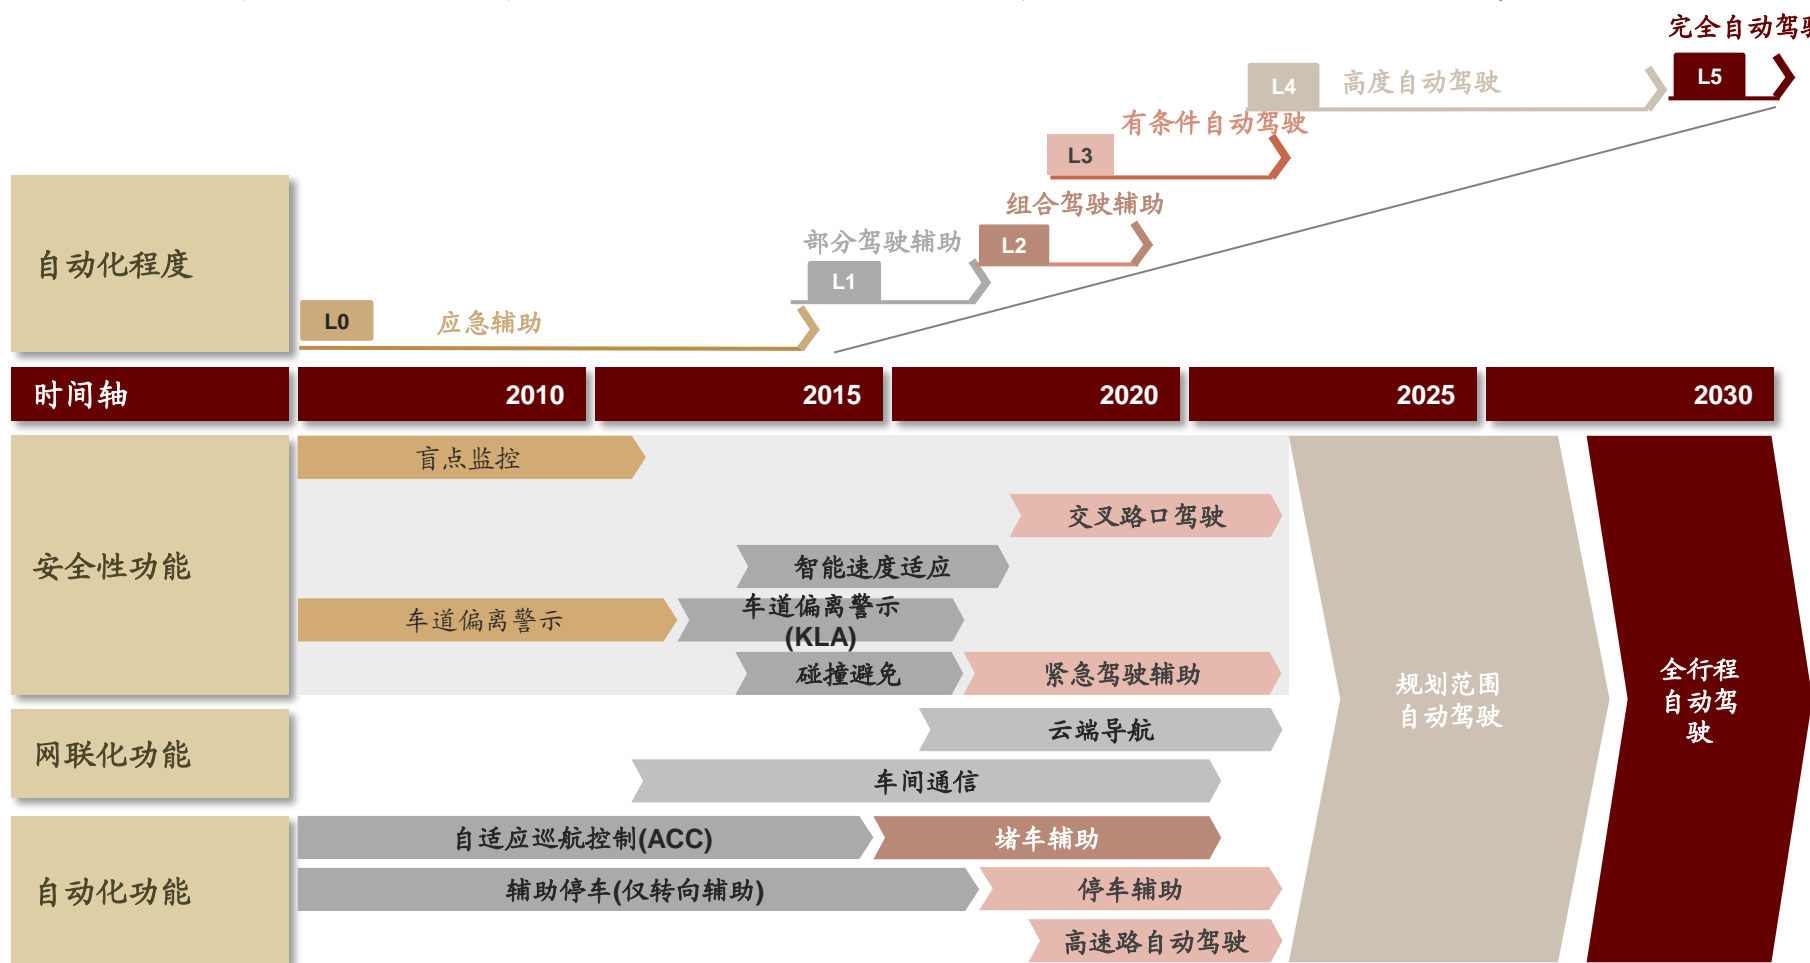 完全自动驾驶
L5
L4
高度自动驾驶
有条件自动驾驶
L3
组合驾驶辅助
L2
部分驾驶辅助
L1
自动化程度
L0
应急辅助
时间轴
2010
2015
2020
2025
2030
安全性功能
盲点监控
交叉路口驾驶
智能速度适应
车道偏离警示
车道偏离警示
(KLA)
碰撞避免
紧急驾驶辅助
网联化功能
云端导航
车间通信
自动化功能
自适应巡航控制(ACC)
堵车辅助
辅助停车(仅转向辅助)
停车辅助
高速路自动驾驶
规划范围
自动驾驶
全行程
自动驾
驶